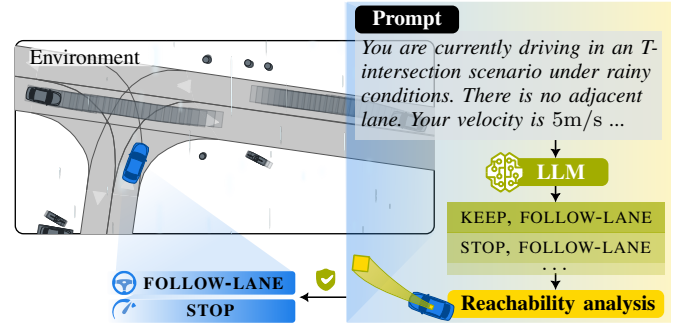 Environment
Prompt
You are currently driving in an T-
intersection scenario under rainy
conditions. There is no adjacent
lane. Your velocity is 5m/s ...
LLM
KEEP, FOLLOW-LANE
STOP, FOLLOW-LANE
...
Reachability analysis
FOLLOW-LANE
STOP